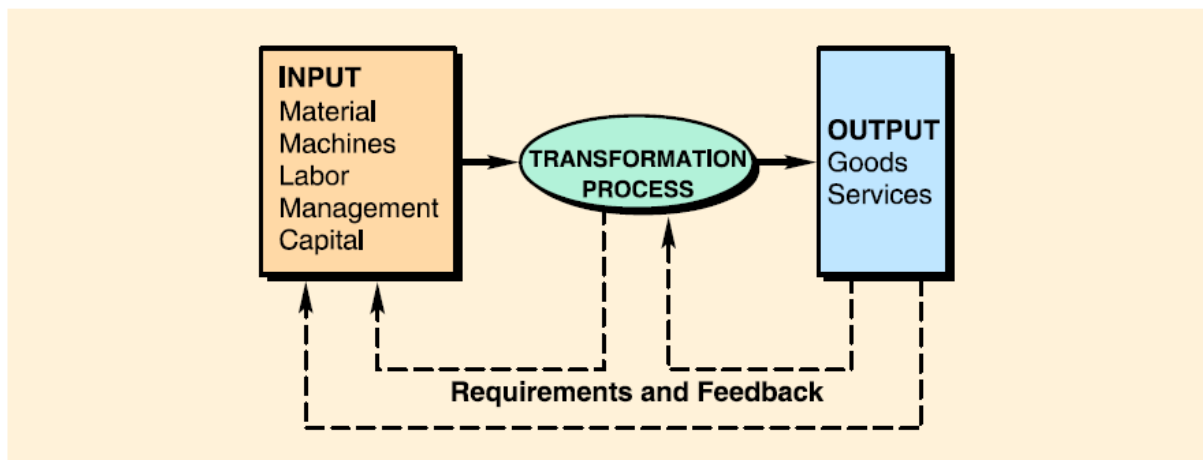 INPUT
Material
Machines
Labor
Management
Capital
TRANSFORMATION
PROCESS
OUTPUT
Goods
Services
Requirements and Feedback